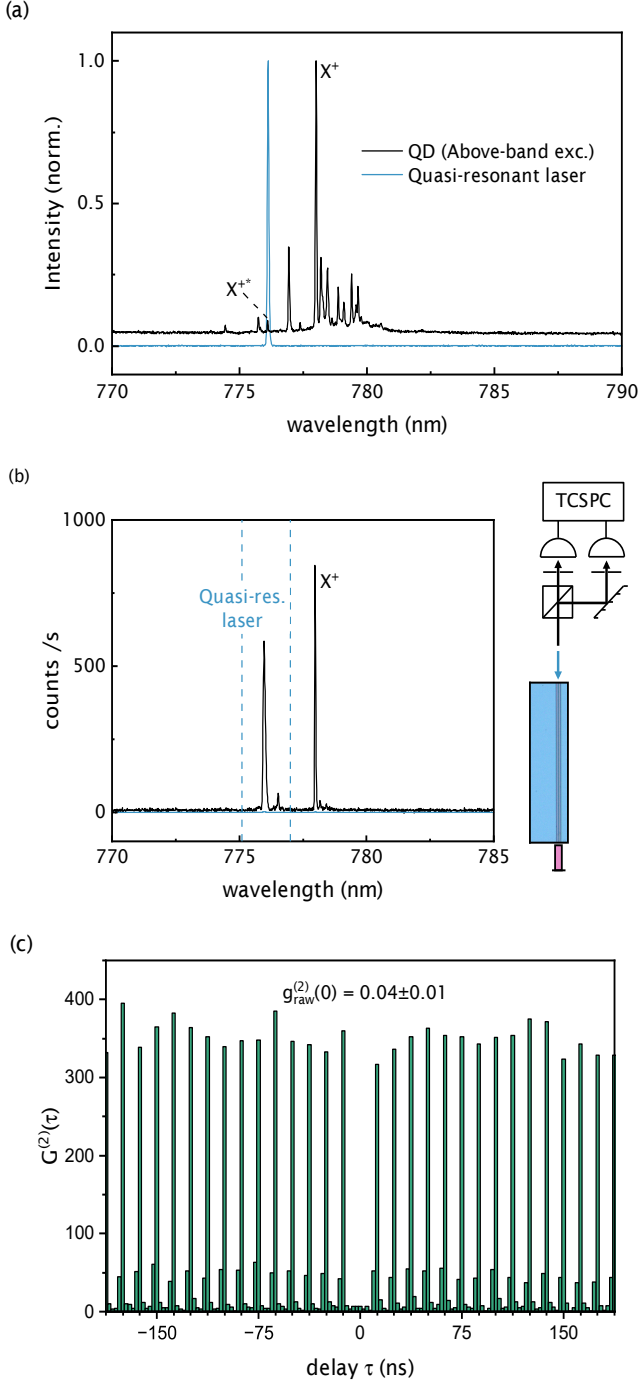 (a)
1.0
0.5
0.0
Intensity (norm.)
X⁺
QD (Above-band exc.)
Quasi-resonant laser
X⁺*
770
775
780
785
790
wavelength (nm)
(b)
TCSPC
1000
500
0
counts /s
X⁺
Quasi-res.
laser
770
775
780
785
wavelength (nm)
(c)
400
350
300
200
100
50
0
G⁽²⁾(τ)
g⁽²⁾raw(0) = 0.04±0.01
−150
−75
0
75
150
delay τ (ns)